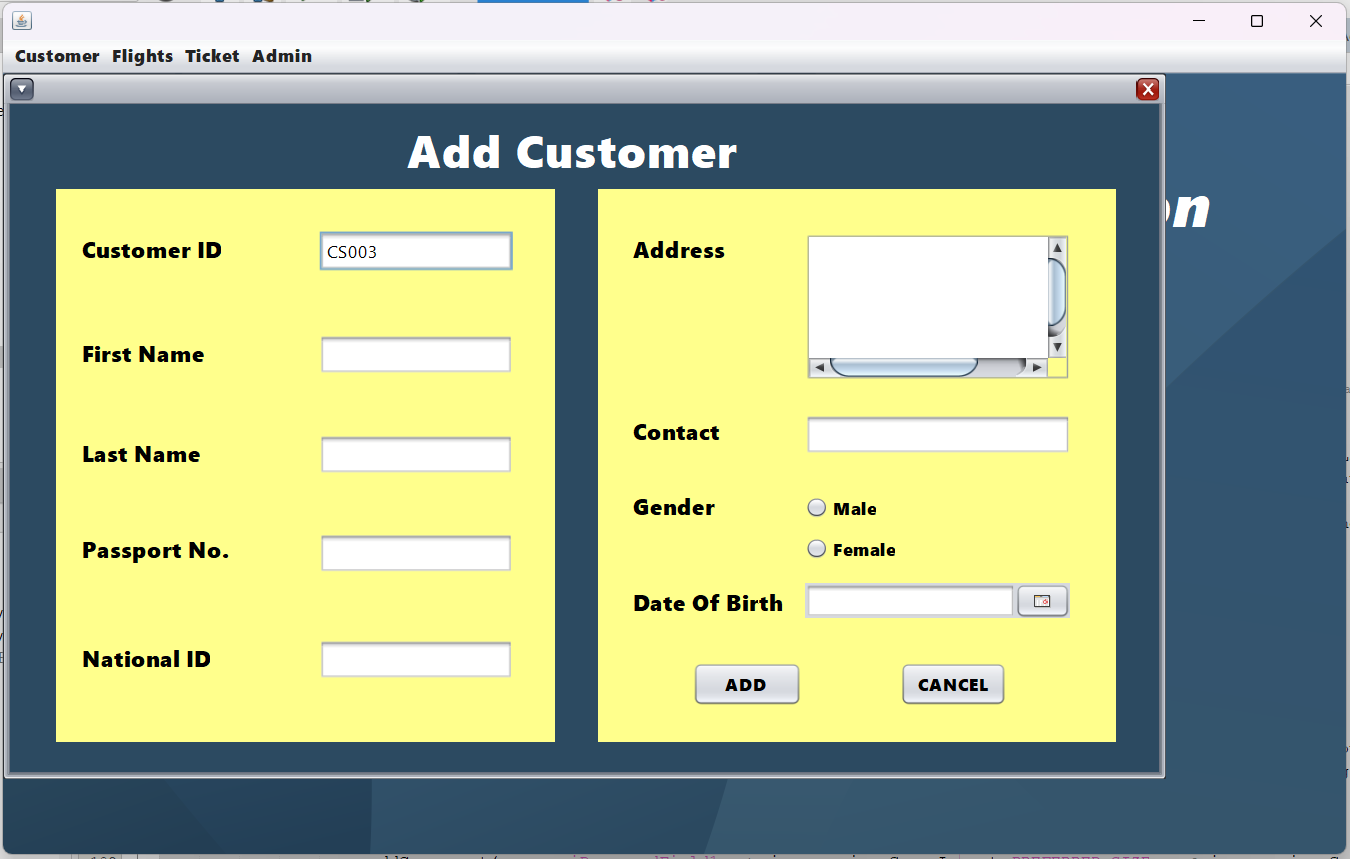 Customer Flights Ticket Admin
Add Customer
on
Customer ID CS003
First Name
Last Name
Passport No.
National ID
Address
Contact
Gender Male
Female
Date Of Birth
ADD CANCEL